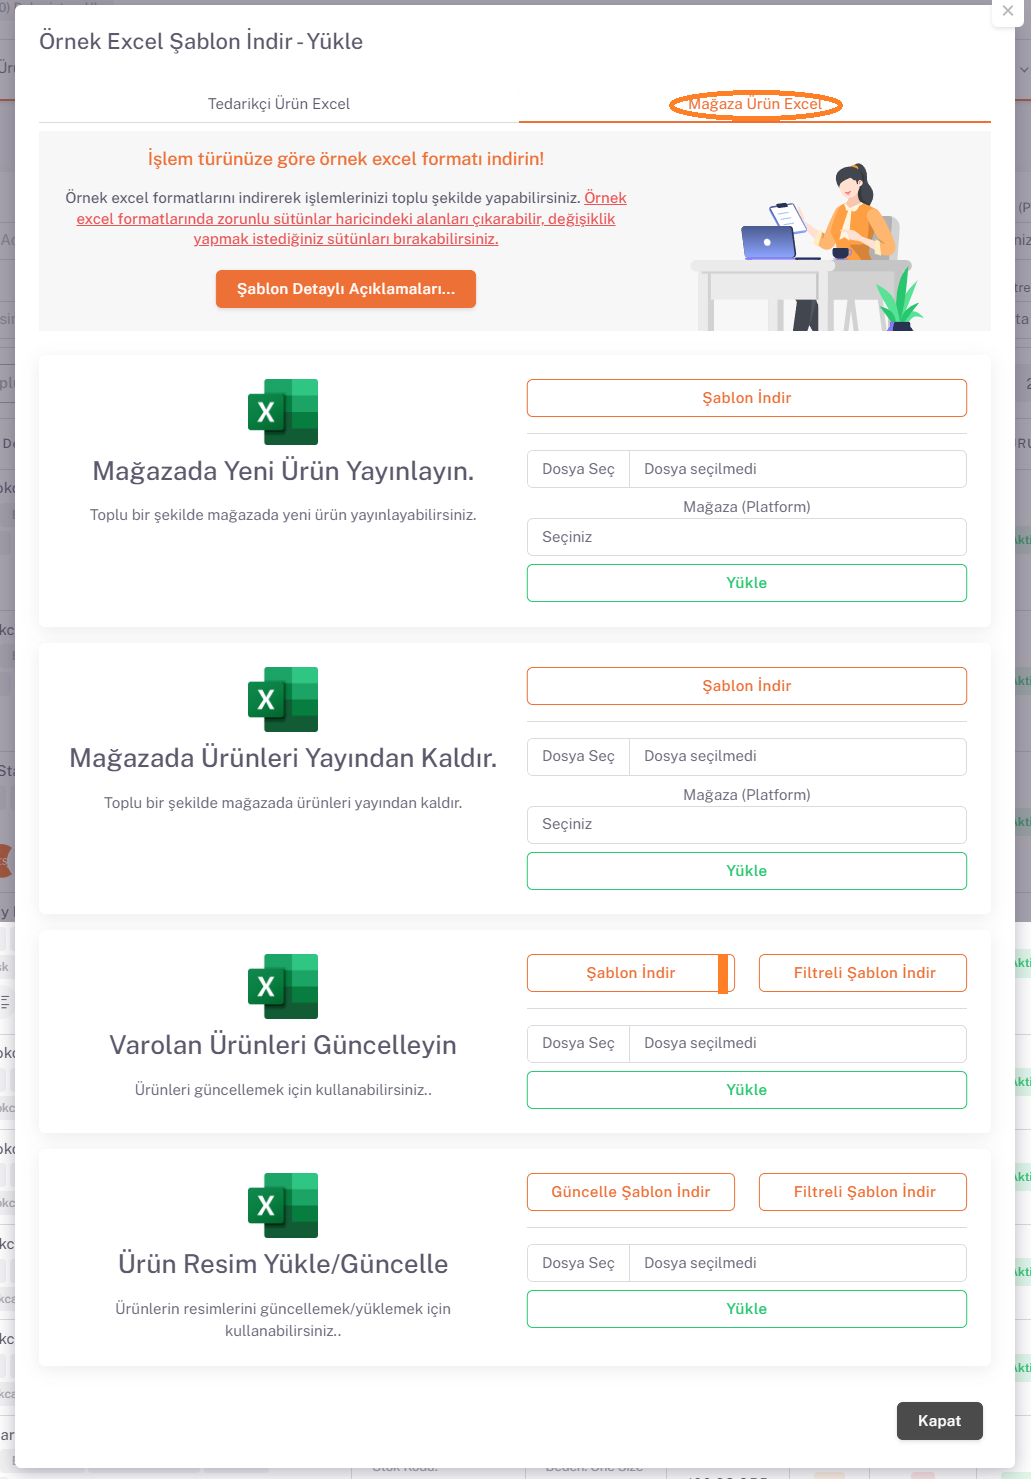 Örnek Excel Şablon İndir - Yükle
Tedarikçi Ürün Excel
Mağaza Ürün Excel
İşlem türünüze göre örnek excel formatı indirin!
Örnek excel formatlarını indirerek işlemlerinizi toplu şekilde yapabilirsiniz. Örnek
excel formatlarında zorunlu sütünlar haricindeki alanları çıkarabilir, değişiklik
yapmak istediğiniz sütünları bırakabilirsiniz.
Şablon Detaylı Açıklamaları...
Mağazada Yeni Ürün Yayınlayın.
Toplu bir şekilde mağazada yeni ürün yayınlayabilirsiniz.
Şablon İndir
Dosya Seç Dosya seçilmedi
Mağaza (Platform)
Seçiniz
Yükle
Mağazada Ürünleri Yayından Kaldır.
Toplu bir şekilde mağazada ürünleri yayından kaldır.
Şablon İndir
Dosya Seç Dosya seçilmedi
Mağaza (Platform)
Seçiniz
Yükle
Varolan Ürünleri Güncelleyin
Ürünleri güncellemek için kullanabilirsiniz..
Şablon İndir
Filtreli Şablon İndir
Dosya Seç Dosya seçilmedi
Yükle
Ürün Resim Yükle/Güncelle
Ürünlerin resimlerini güncellemek/yüklemek için
kullanabilirsiniz..
Güncelle Şablon İndir
Filtreli Şablon İndir
Dosya Seç Dosya seçilmedi
Yükle
Kapat